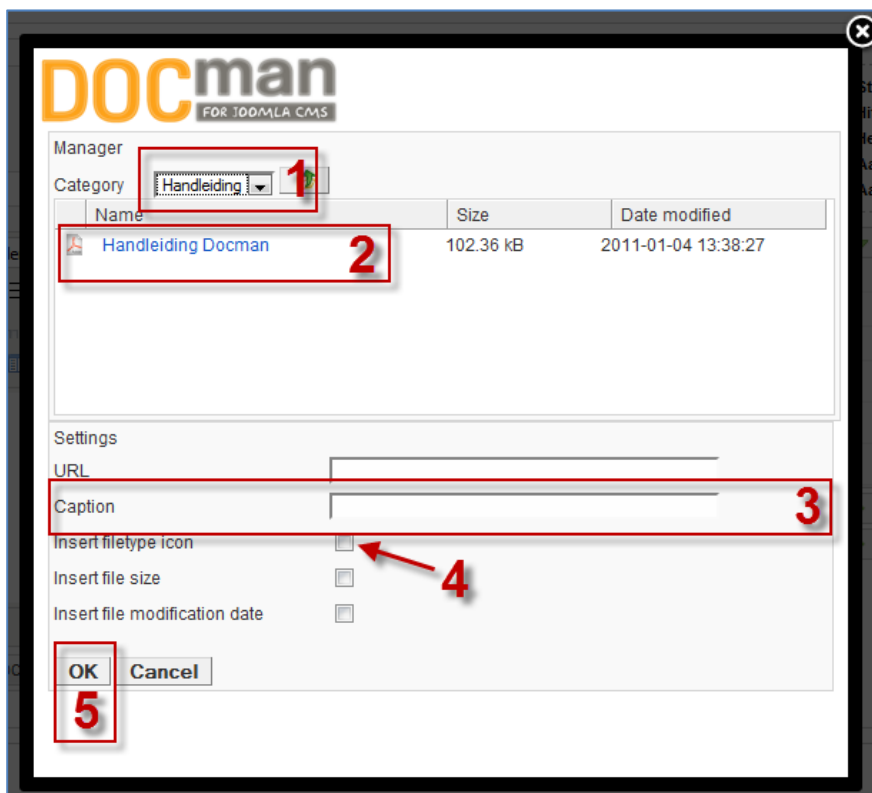 DOCman
FOR JOOMLA CMS
Manager
Category Handleiding 1
Name Size Date modified
Handleiding Docman 2 102.36 kB 2011-01-04 13:38:27
Settings
URL
Caption 3
Insert filetype icon
Insert file size 4
Insert file modification date
OK Cancel
5